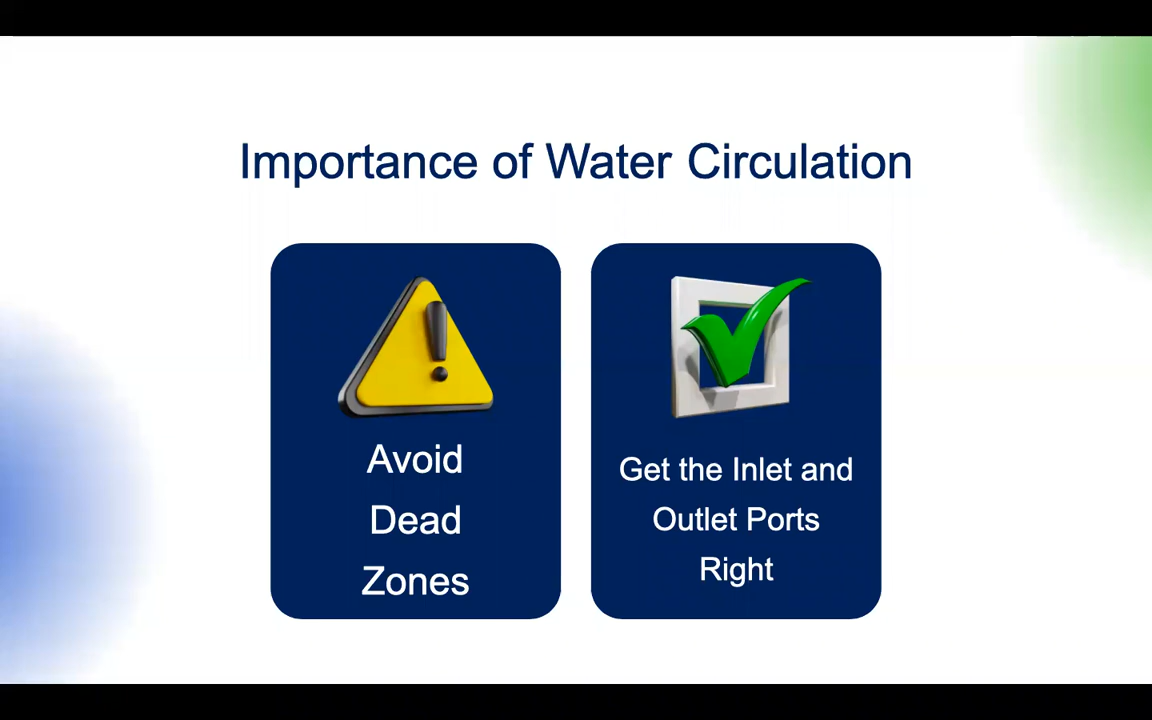 Importance of Water Circulation
Avoid
Dead
Zones
Get the Inlet and
Outlet Ports
Right